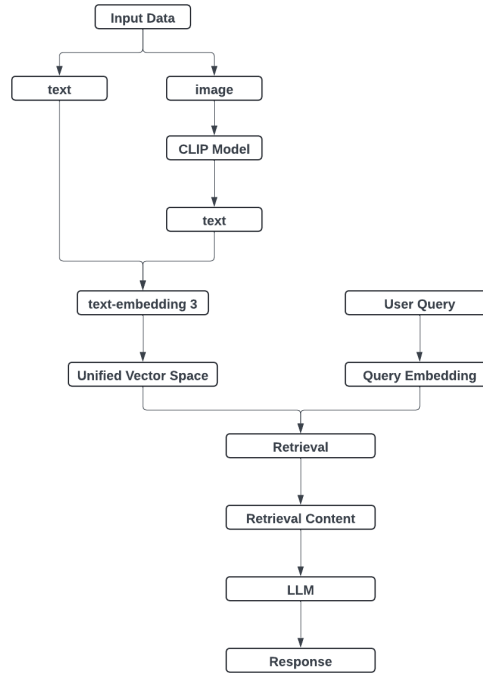 Input Data
text
image
CLIP Model
text
text-embedding 3
User Query
Unified Vector Space
Query Embedding
Retrieval
Retrieval Content
LLM
Response